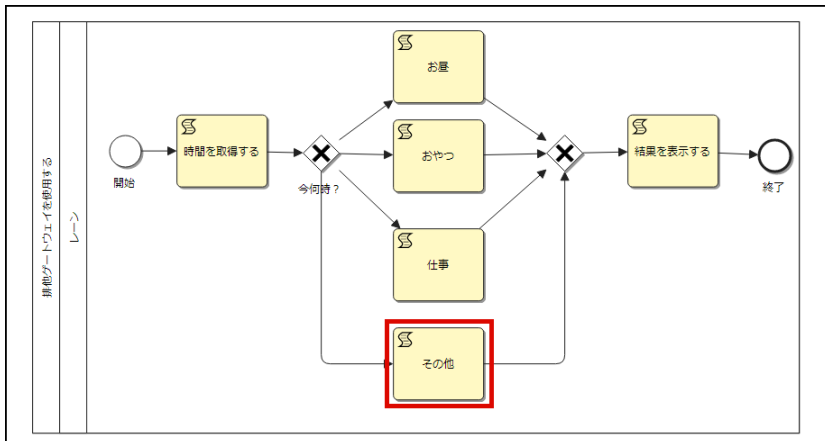 排他ゲートウェイを使用する
レーン
開始
時間を取得する
今何時？
お昼
おやつ
仕事
その他
結果を表示する
終了